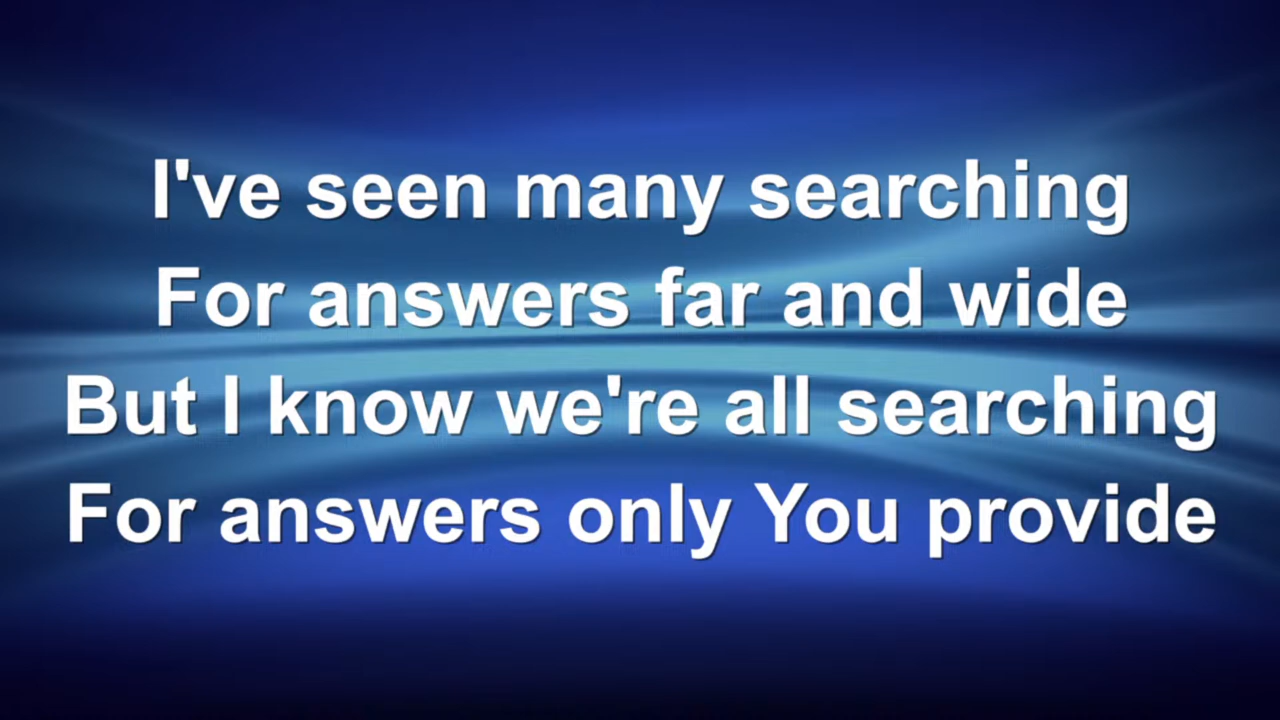 I've seen many searching
For answers far and wide
But I know we're all searching
For answers only You provide